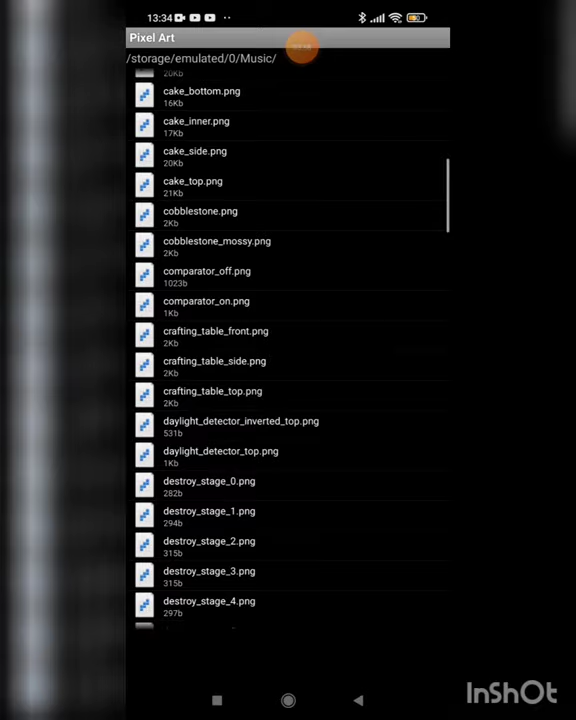 13:34
Pixel Art
/storage/emulated/0/Music/
20Kb
cake_bottom.png
16Kb
cake_inner.png
17Kb
cake_side.png
20Kb
cake_top.png
21Kb
cobblestone.png
2Kb
cobblestone_mossy.png
2Kb
comparator_off.png
1023b
comparator_on.png
1Kb
crafting_table_front.png
2Kb
crafting_table_side.png
2Kb
crafting_table_top.png
2Kb
daylight_detector_inverted_top.png
531b
daylight_detector_top.png
1Kb
destroy_stage_0.png
282b
destroy_stage_1.png
294b
destroy_stage_2.png
315b
destroy_stage_3.png
315b
destroy_stage_4.png
297b
InShOt